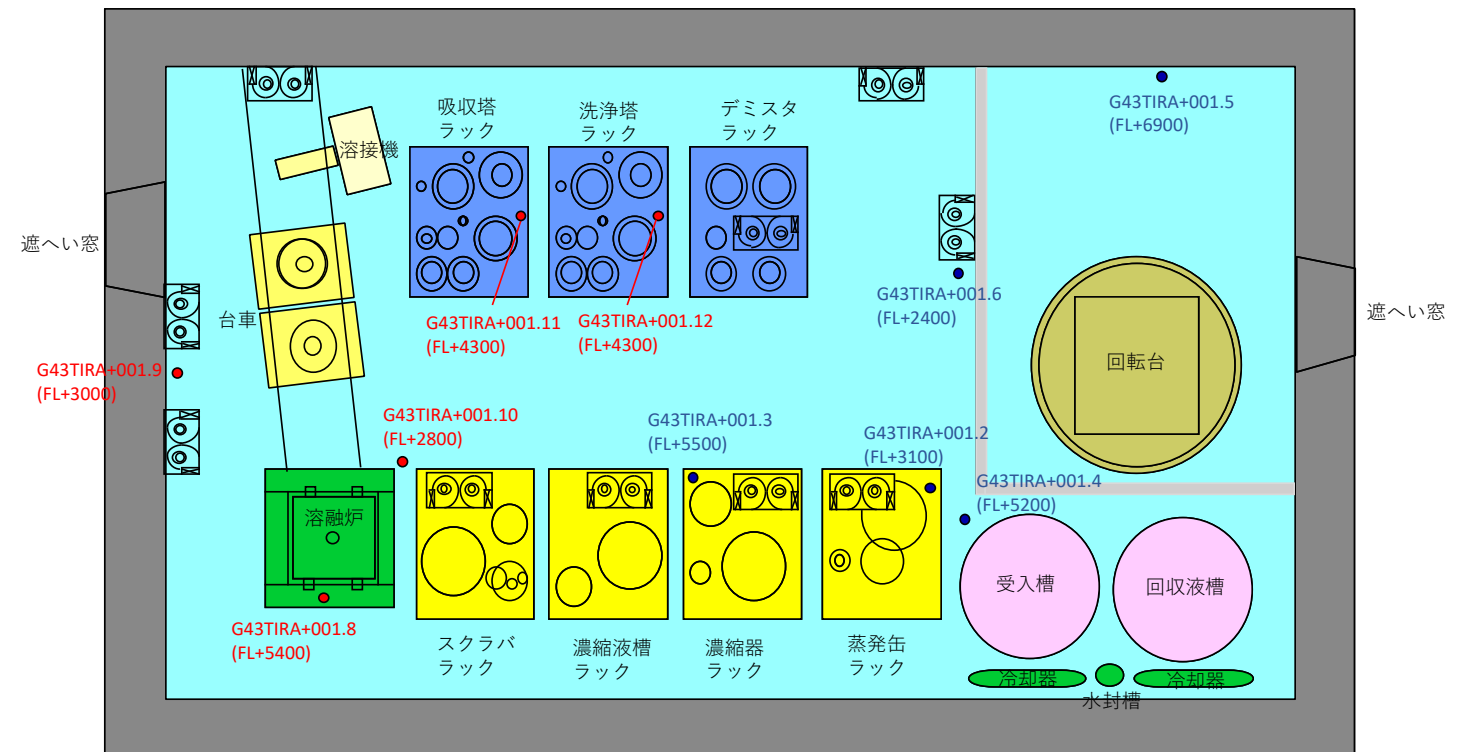 G43TIRA+001.5
(FL+6900)
吸収塔
ラック
洗浄塔
ラック
デミスタ
ラック
溶接機
遮へい窓
台車
G43TIRA+001.11
(FL+4300)
G43TIRA+001.12
(FL+4300)
G43TIRA+001.6
(FL+2400)
遮へい窓
回転台
G43TIRA+001.9
(FL+3000)
G43TIRA+001.10
(FL+2800)
G43TIRA+001.3
(FL+5500)
G43TIRA+001.2
(FL+3100)
G43TIRA+001.4
(FL+5200)
溶融炉
受入槽
回収液槽
G43TIRA+001.8
(FL+5400)
スクラバ
ラック
濃縮液槽
ラック
濃縮器
ラック
蒸発缶
ラック
冷却器
冷却器
水封槽